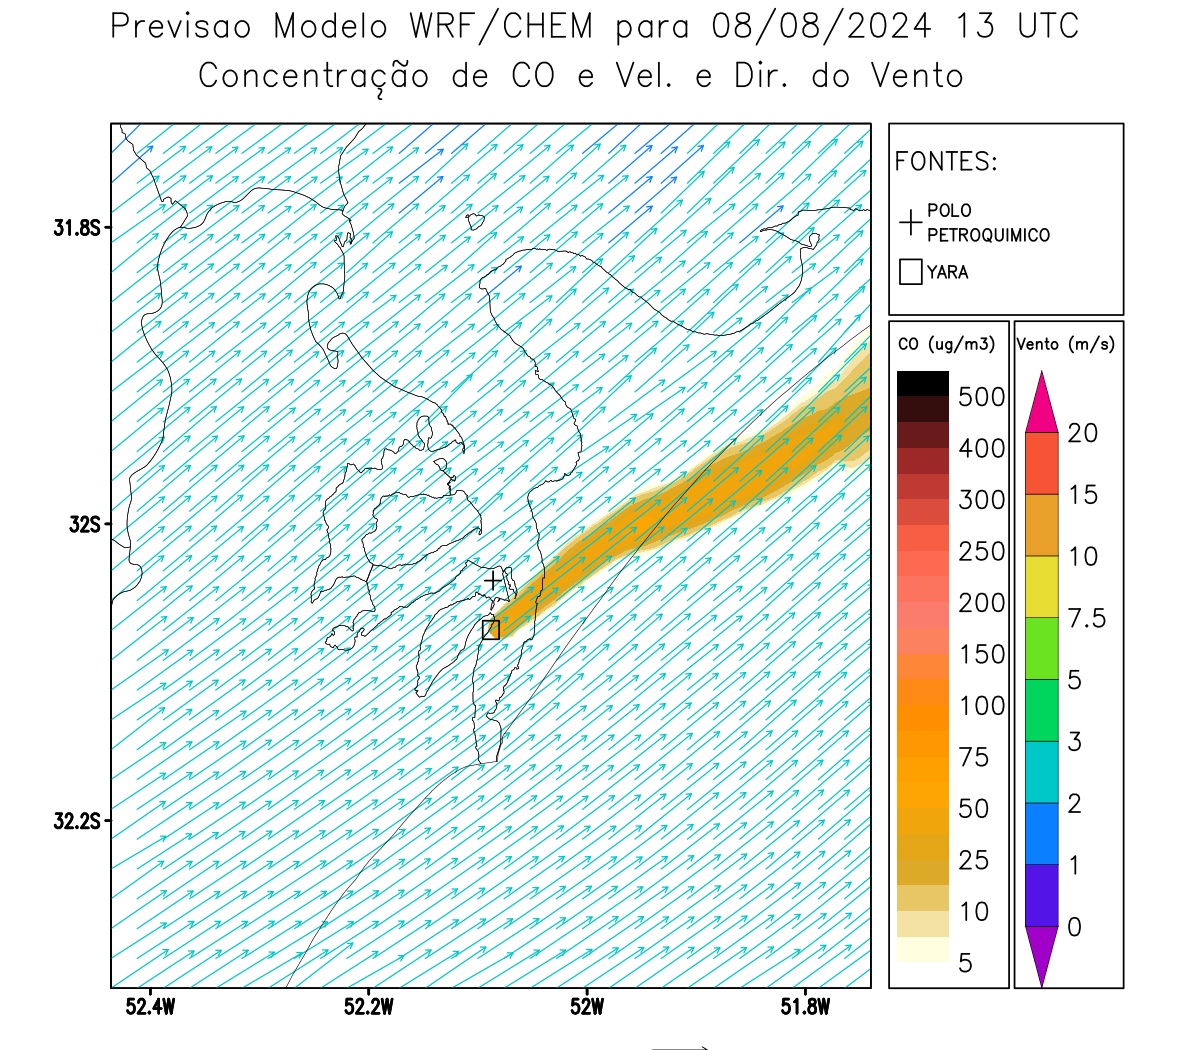 Previsao Modelo WRF/CHEM para 08/08/2024 13 UTC
Concentração de CO e Vel. e Dir. do Vento
FONTES:
POLO
PETROQUIMICO
YARA
31.8S
32S
32.2S
52.4W
52.2W
52W
51.8W
CO (ug/m3)
500
400
300
250
200
150
100
75
50
25
10
5
Vento (m/s)
20
15
10
7.5
5
3
2
1
0